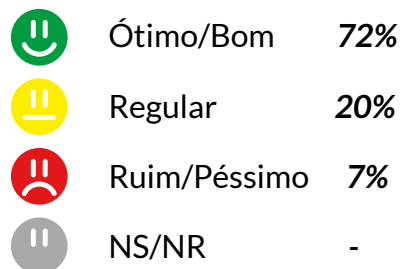 Ótimo/Bom 72%
Regular 20%
Ruim/Péssimo 7%
NS/NR -